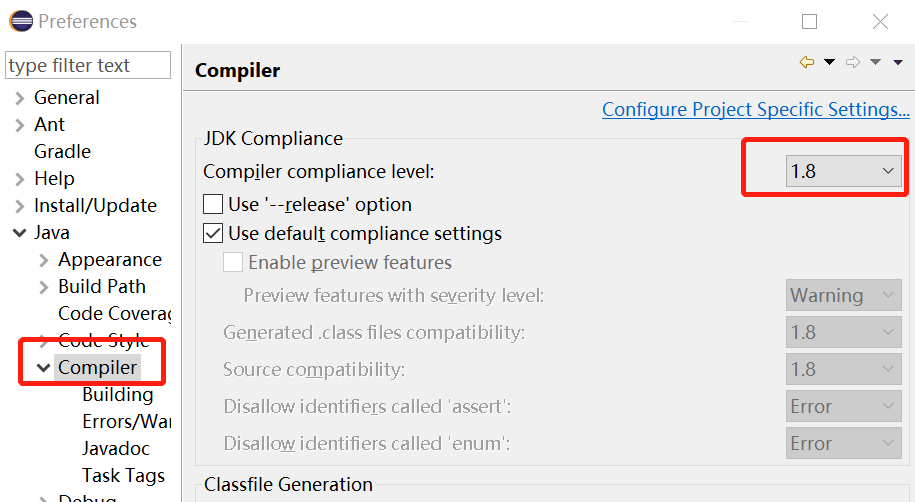 Preferences
type filter text
General
Ant
Gradle
Help
Install/Update
Java
Appearance
Build Path
Code Coverag
Code Style
Compiler
Building
Errors/War
Javadoc
Task Tags
Debug
Compiler
Configure Project Specific Settings...
JDK Compliance
Compiler compliance level: 1.8
Use '--release' option
Use default compliance settings
Enable preview features
Preview features with severity level: Warning
Generated .class files compatibility: 1.8
Source compatibility: 1.8
Disallow identifiers called 'assert': Error
Disallow identifiers called 'enum': Error
Classfile Generation